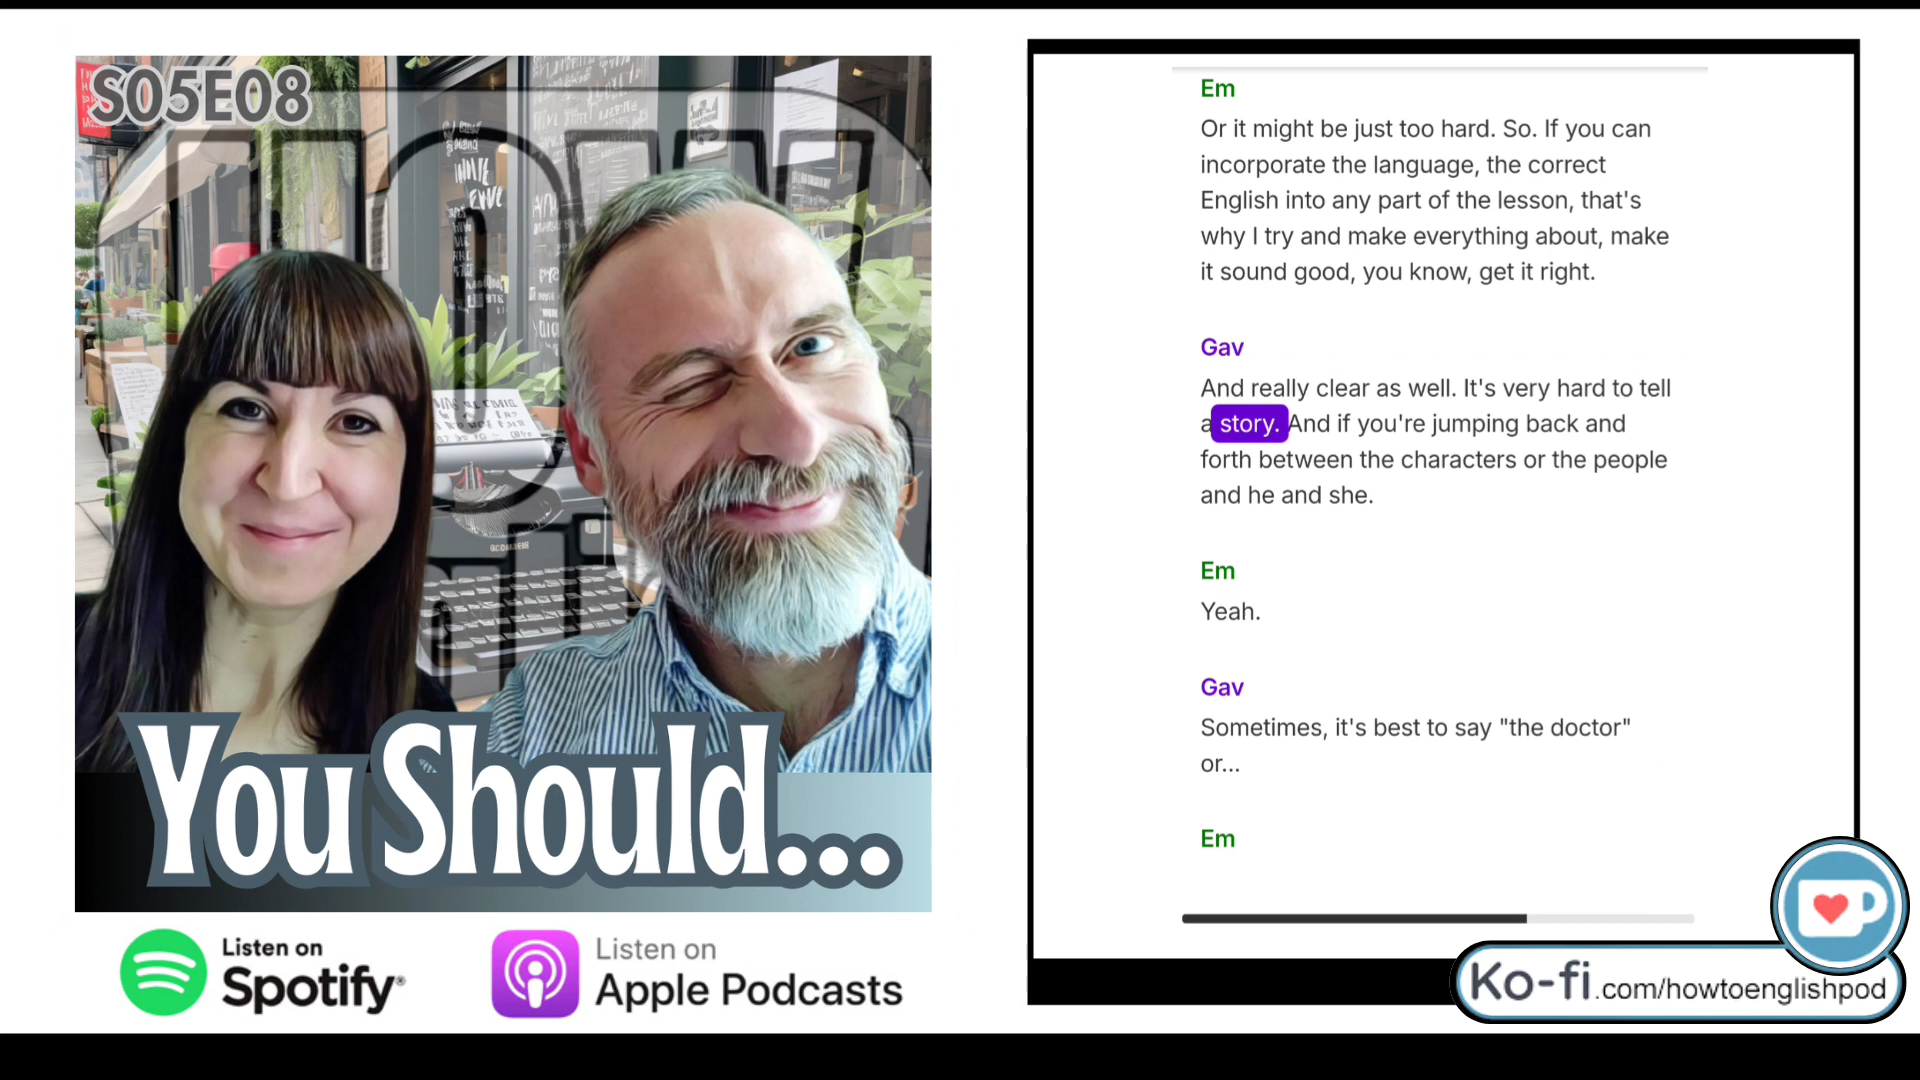 S05E08
You Should...
Listen on
Spotify®
Listen on
Apple Podcasts
Em
Or it might be just too hard. So. If you can
incorporate the language, the correct
English into any part of the lesson, that's
why I try and make everything about, make
it sound good, you know, get it right.
Gav
And really clear as well. It's very hard to tell
a story. And if you're jumping back and
forth between the characters or the people
and he and she.
Em
Yeah.
Gav
Sometimes, it's best to say "the doctor"
or...
Em
Ko-fi.com/howtoenglishpod